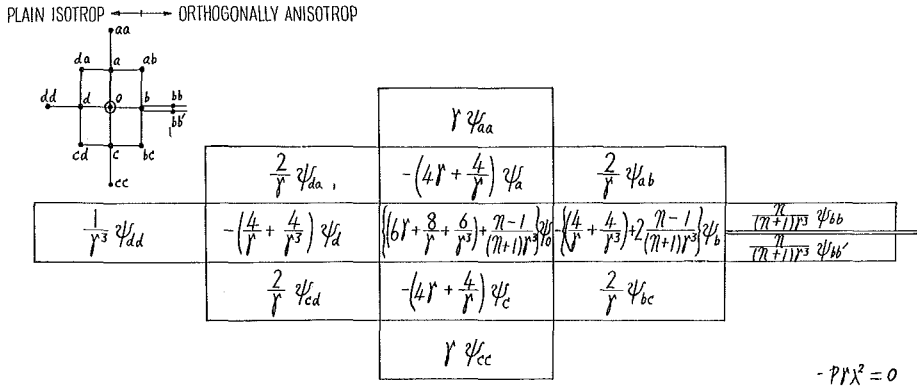 PLAIN ISOTROP ←→ ORTHOGONALLY ANISOTROP
aa
da a ab
dd d o b bb
bb'
1
cd c bc
cc
γ ψ_aa
2/γ ψ_da , -(4γ + 4/γ) ψ_a 2/γ ψ_ab
1/γ³ ψ_dd -(4/γ + 4/γ³) ψ_d {(6γ + 8/γ + 6/γ³) + n-1/(n+1)γ³} ψ_o -{(4/γ + 4/γ³) + 2 n-1/(n+1)γ³} ψ_b n/(n+1)γ³ ψ_bb
n/(n+1)γ³ ψ_bb'
2/γ ψ_cd -(4γ + 4/γ) ψ_c 2/γ ψ_bc
γ ψ_cc
- pγλ² = 0